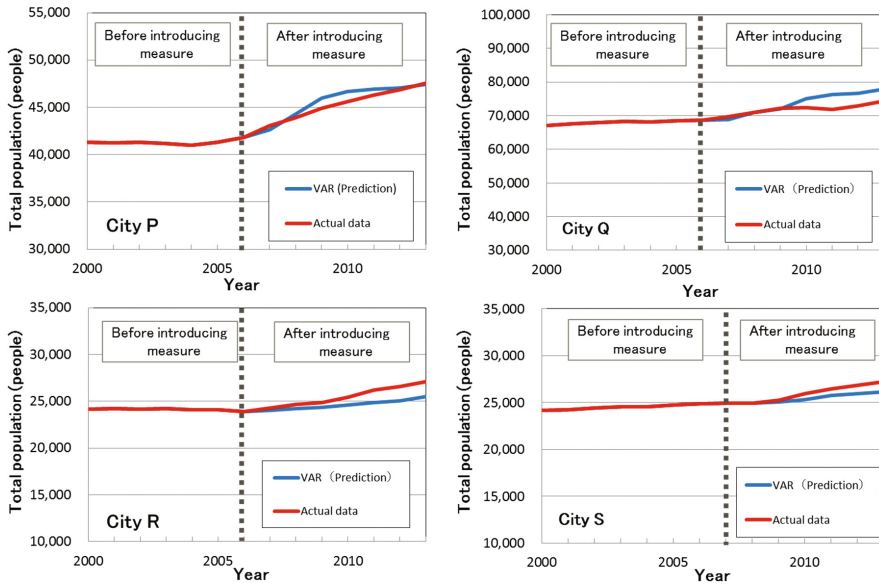 55,000
50,000
45,000
40,000
35,000
30,000
Total population (people)
Before introducing
measure
After introducing
measure
VAR (Prediction)
Actual data
City P
2000
2005
2010
Year
100,000
90,000
80,000
70,000
60,000
50,000
40,000
30,000
Total population (people)
Before introducing
measure
After introducing
measure
VAR (Prediction)
Actual data
City Q
2000
2005
2010
Year
35,000
30,000
25,000
20,000
15,000
10,000
Total population (people)
Before introducing
measure
After introducing
measure
VAR (Prediction)
Actual data
City R
2000
2005
2010
Year
35,000
30,000
25,000
20,000
15,000
10,000
Total population (people)
Before introducing
measure
After introducing
measure
VAR (Prediction)
Actual data
City S
2000
2005
2010
Year